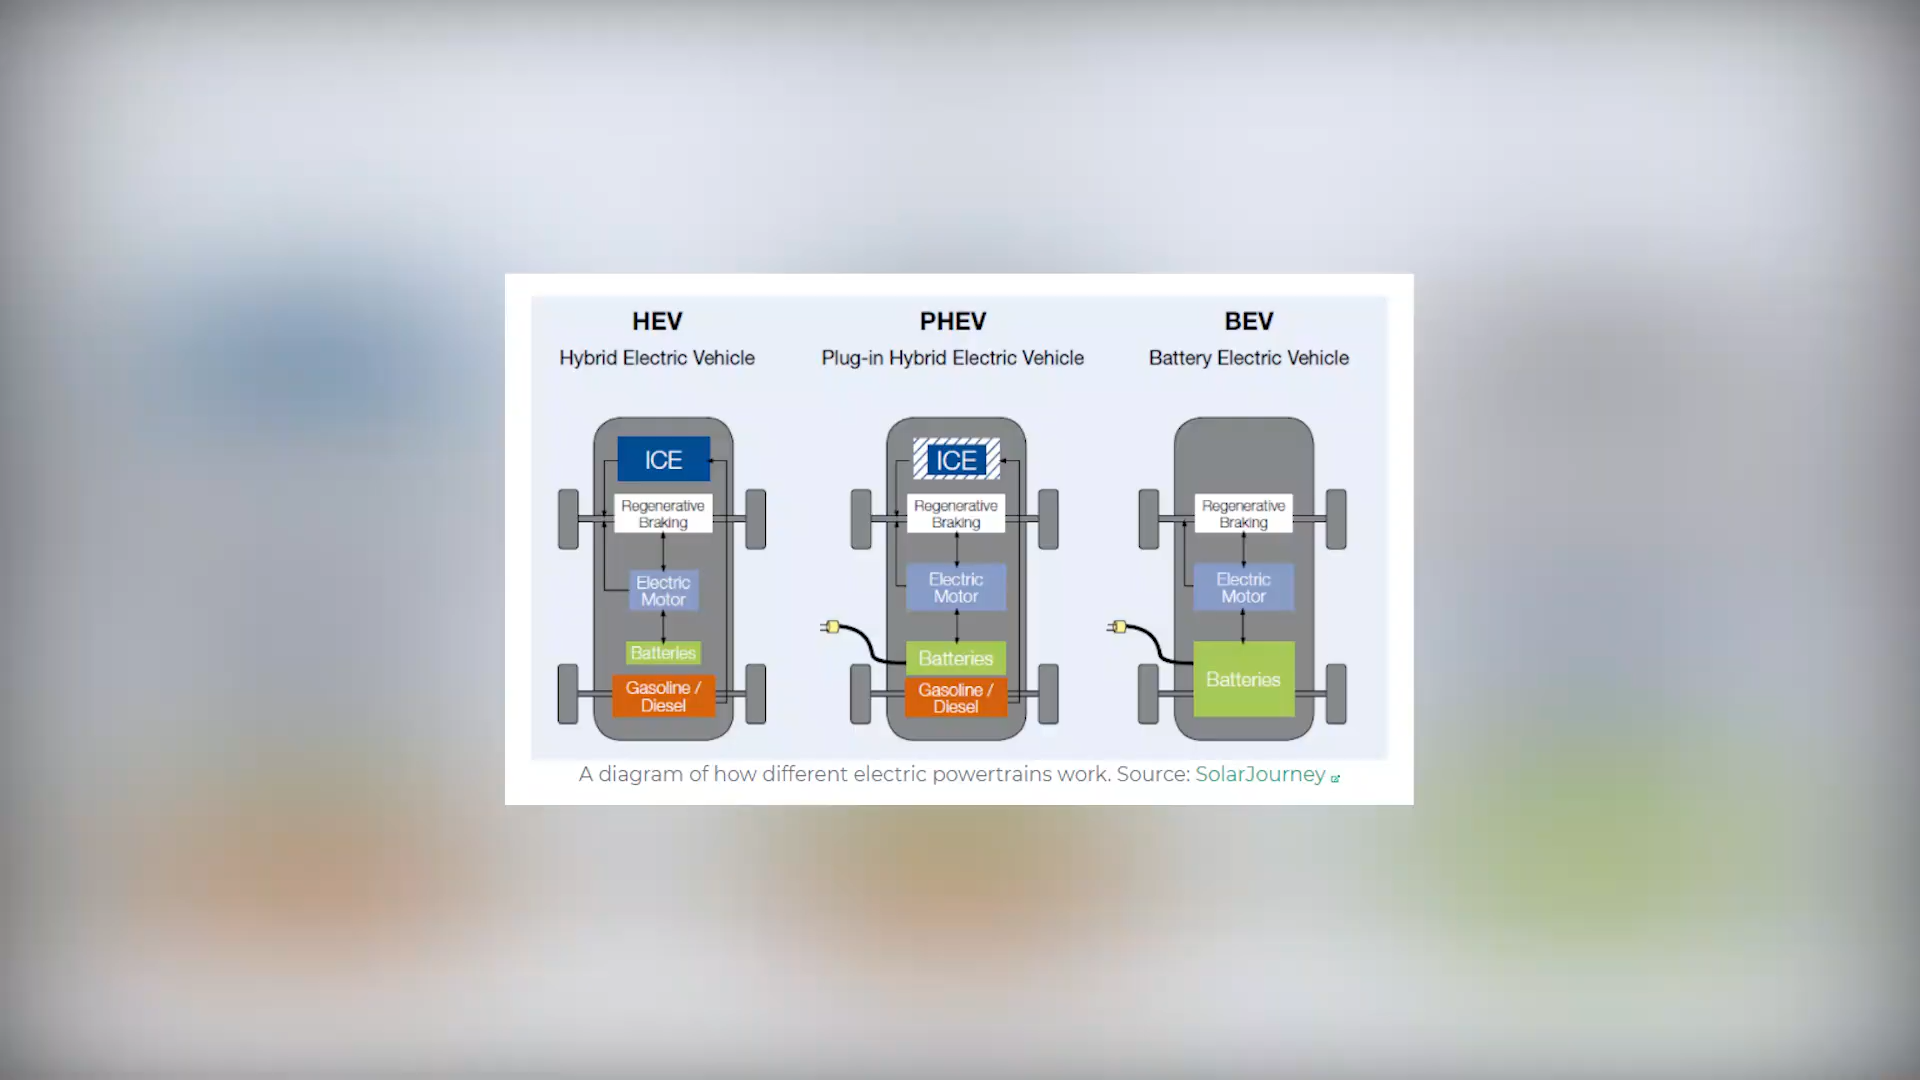 HEV
Hybrid Electric Vehicle
ICE
Regenerative
Braking
Electric
Motor
Batteries
Gasoline /
Diesel
PHEV
Plug-in Hybrid Electric Vehicle
ICE
Regenerative
Braking
Electric
Motor
Batteries
Gasoline /
Diesel
BEV
Battery Electric Vehicle
Regenerative
Braking
Electric
Motor
Batteries
A diagram of how different electric powertrains work. Source: SolarJourney